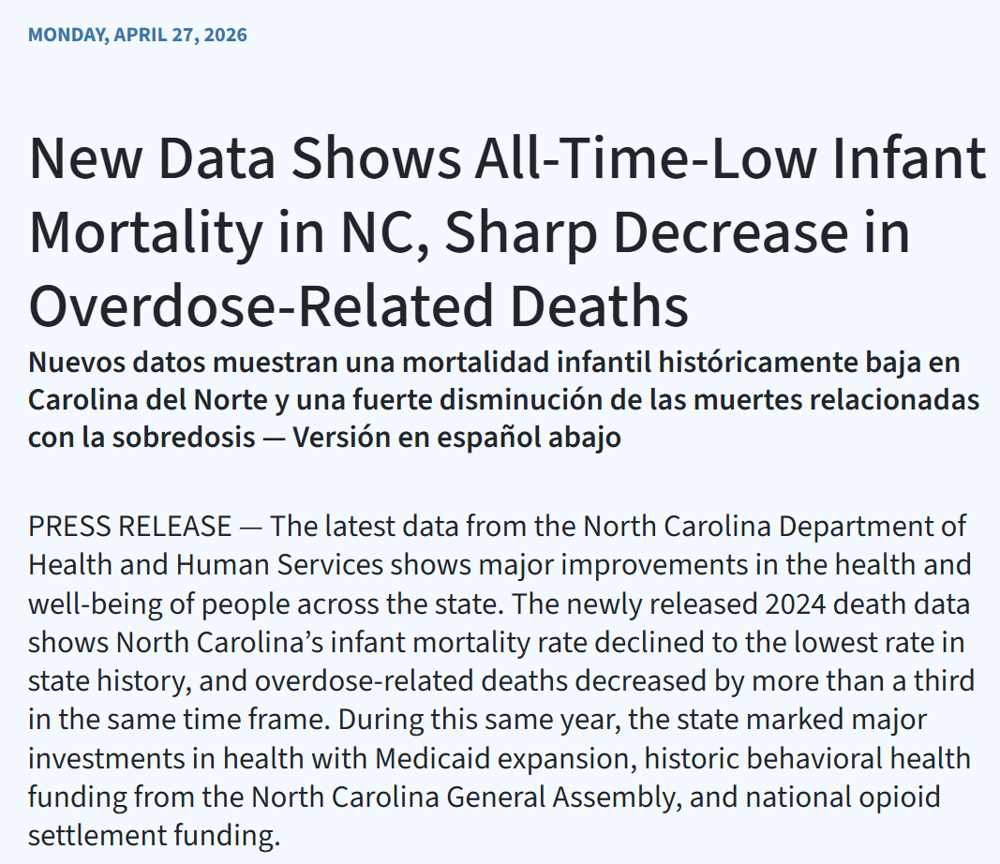 MONDAY, APRIL 27, 2026
New Data Shows All-Time-Low Infant
Mortality in NC, Sharp Decrease in
Overdose-Related Deaths
Nuevos datos muestran una mortalidad infantil históricamente baja en
Carolina del Norte y una fuerte disminución de las muertes relacionadas
con la sobredosis — Versión en español abajo
PRESS RELEASE — The latest data from the North Carolina Department of
Health and Human Services shows major improvements in the health and
well-being of people across the state. The newly released 2024 death data
shows North Carolina’s infant mortality rate declined to the lowest rate in
state history, and overdose-related deaths decreased by more than a third
in the same time frame. During this same year, the state marked major
investments in health with Medicaid expansion, historic behavioral health
funding from the North Carolina General Assembly, and national opioid
settlement funding.